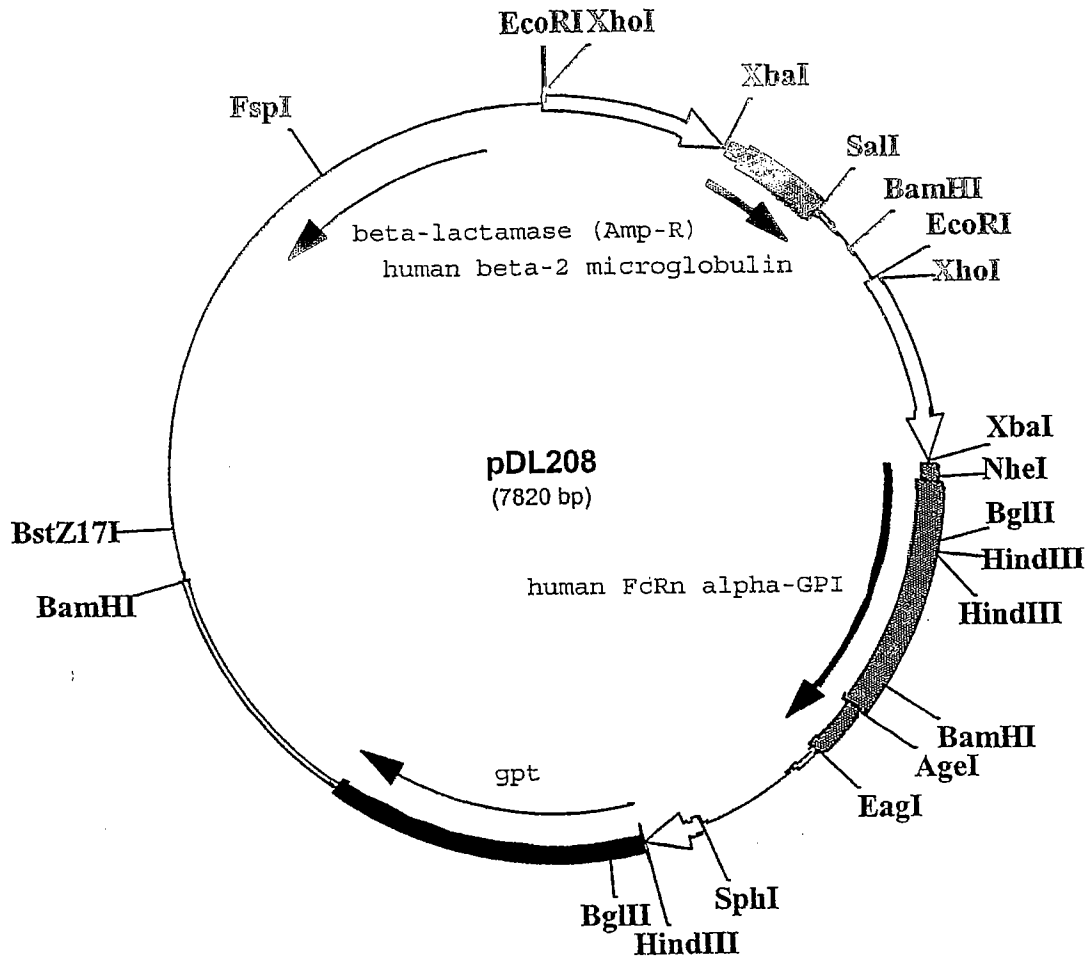 EcoRI XhoI
XbaI
FspI
SalI
BamHI
EcoRI
XhoI
beta-lactamase (Amp-R)
human beta-2 microglobulin
XbaI
NheI
BglII
HindIII
HindIII
pDL208
(7820 bp)
BstZ17I
BamHI
human FcRn alpha-GPI
BamHI
AgeI
EagI
gpt
SphI
BglII
HindIII